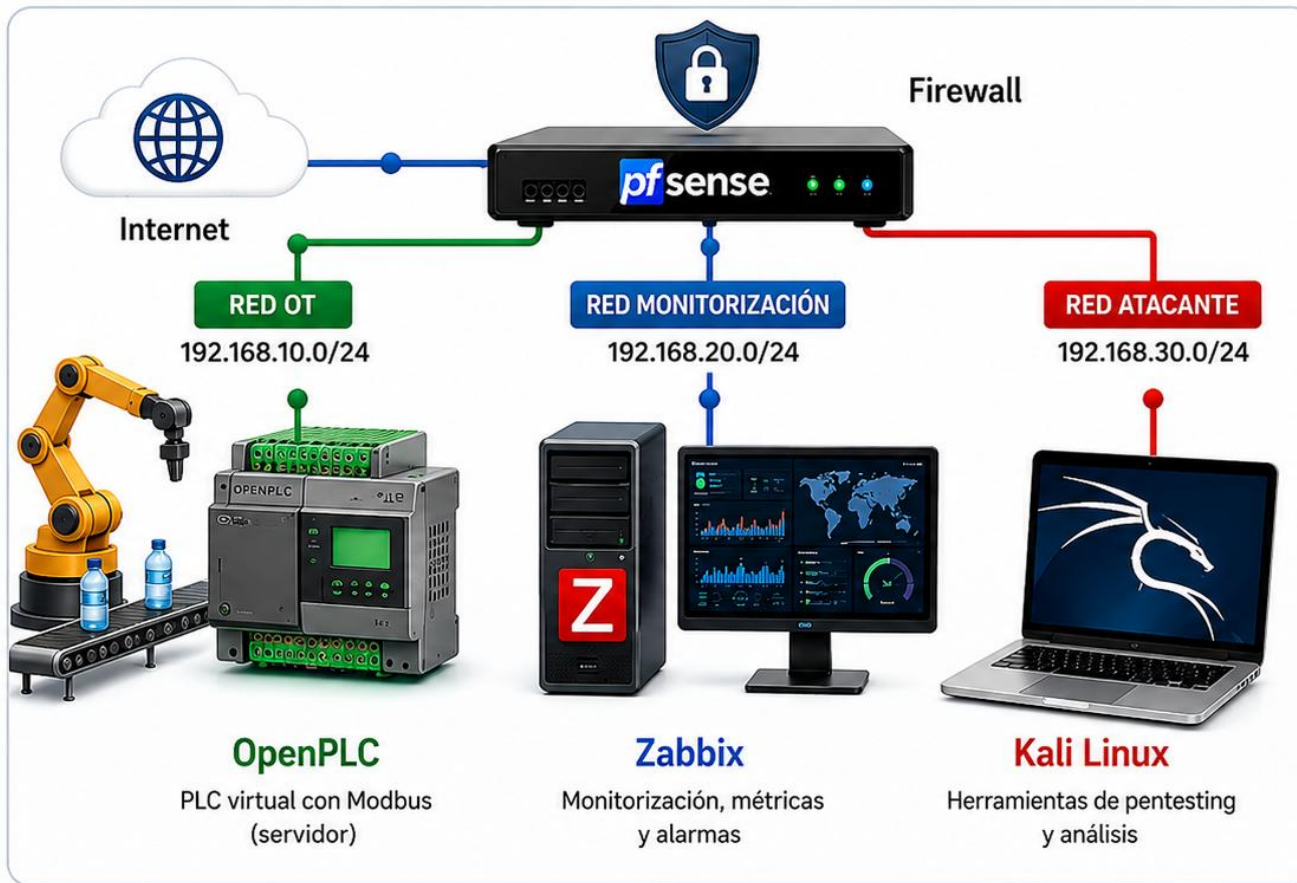 Internet
Firewall
pfsense
RED OT
192.168.10.0/24
RED MONITORIZACIÓN
192.168.20.0/24
RED ATACANTE
192.168.30.0/24
OPENPLC
Z
OpenPLC
PLC virtual con Modbus
(servidor)
Zabbix
Monitorización, métricas
y alarmas
Kali Linux
Herramientas de pentesting
y análisis